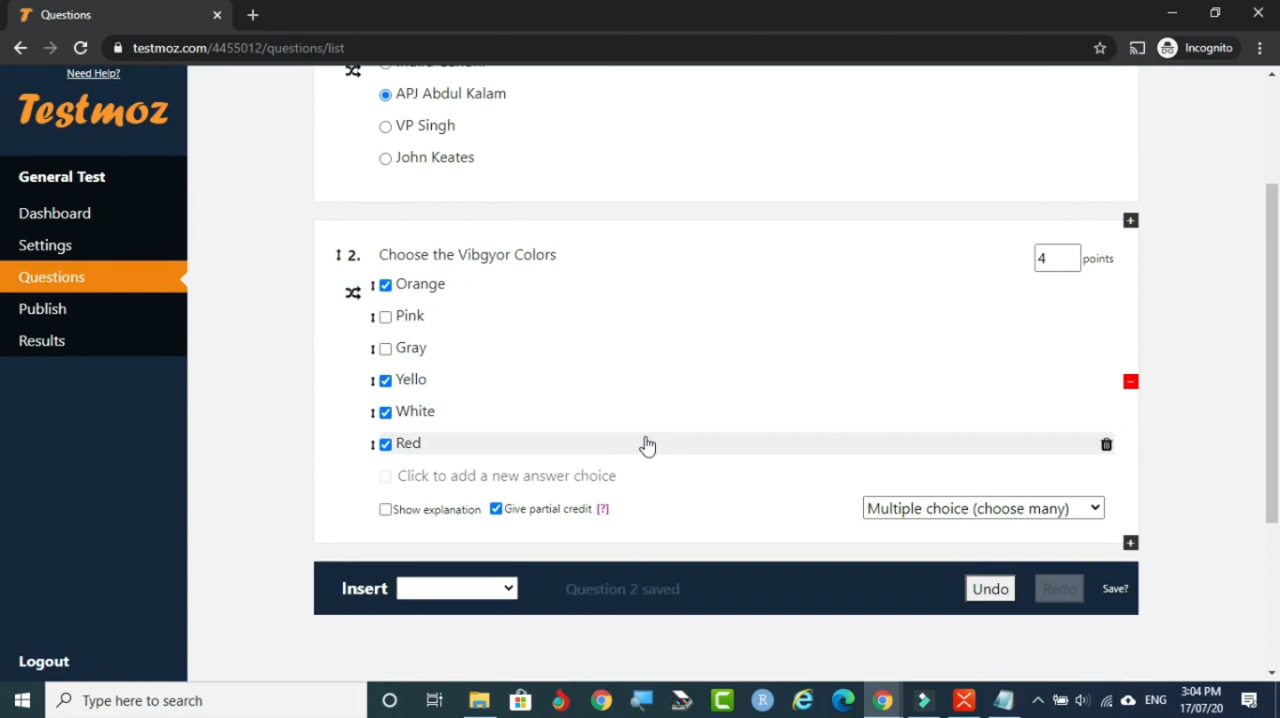 Questions
testmoz.com/4455012/questions/list
Incognito
Need Help?
Testmoz
General Test
Dashboard
Settings
Questions
Publish
Results
Logout
APJ Abdul Kalam
VP Singh
John Keates
2. Choose the Vibgyor Colors
4 points
Orange
Pink
Gray
Yello
White
Red
Click to add a new answer choice
Show explanation Give partial credit [?]
Multiple choice (choose many)
Insert
Question 2 saved
Undo
Redo
Save?
Type here to search
ENG
3:04 PM
17/07/20